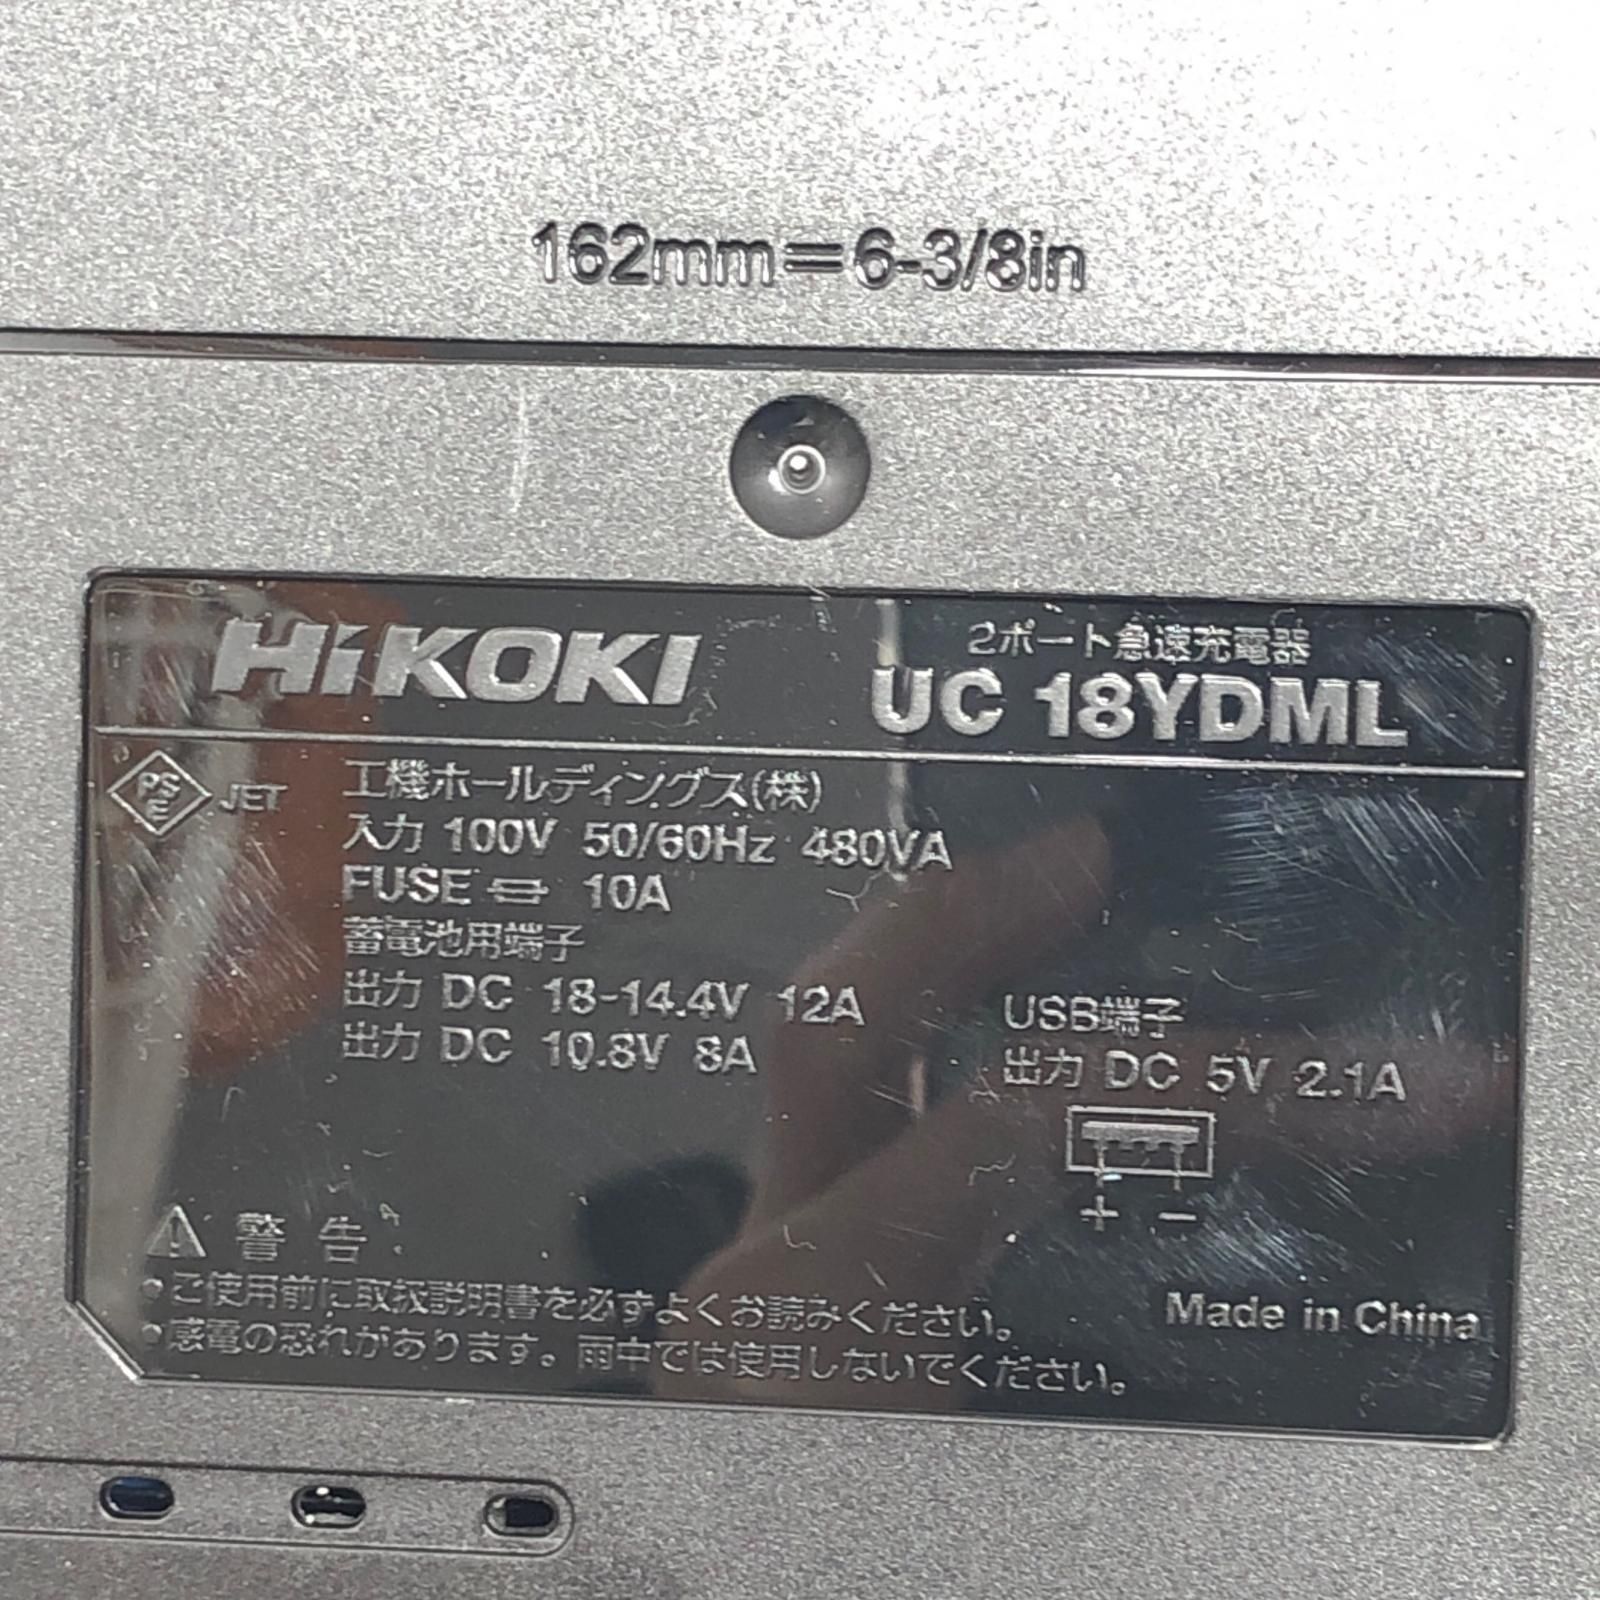 162mm=6-3/8in
HiKOKI
2ポート急速充電器
UC 18YDML
PSE JET
工機ホールディングス(株)
入力 100V 50/60Hz 480VA
FUSE 10A
蓄電池用端子
出力 DC 18-14.4V 12A
出力 DC 10.8V 8A
USB端子
出力 DC 5V 2.1A
+ −
警告
•ご使用前に取扱説明書を必ずよくお読みください。
•感電の恐れがあります。雨中では使用しないでください。
Made in China